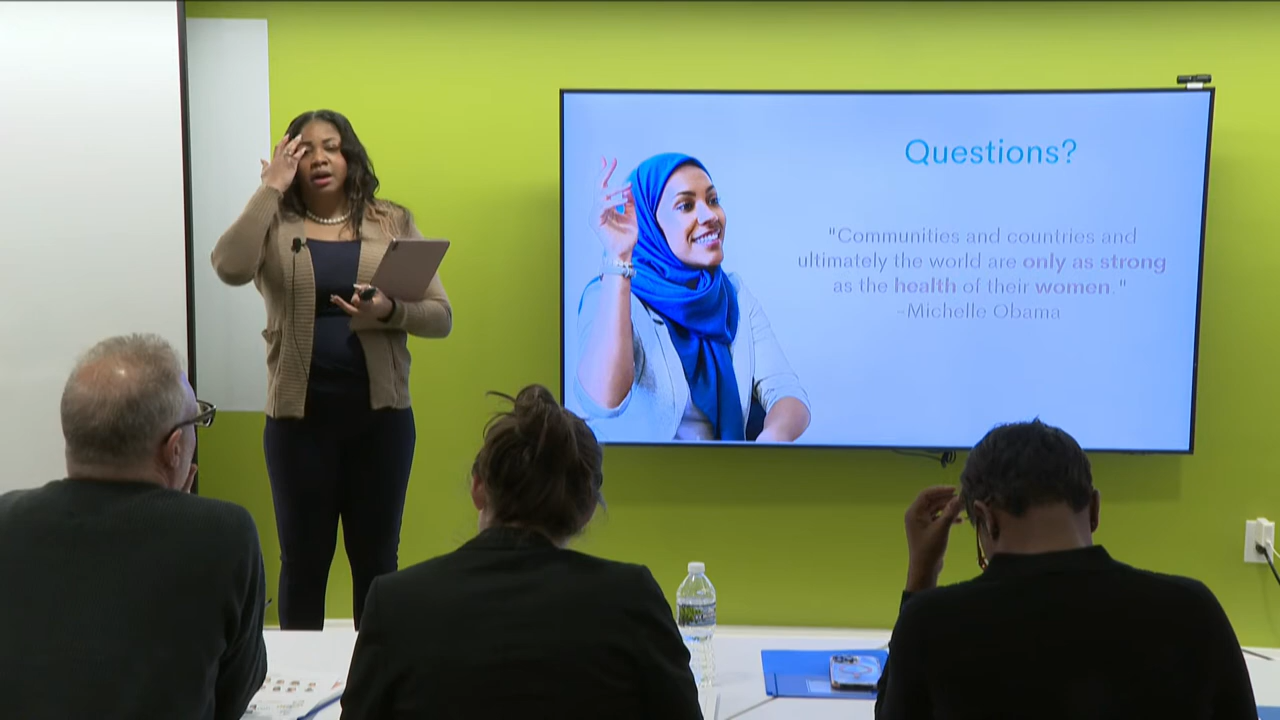 Questions?
"Communities and countries and
ultimately the world are only as strong
as the health of their women."
-Michelle Obama